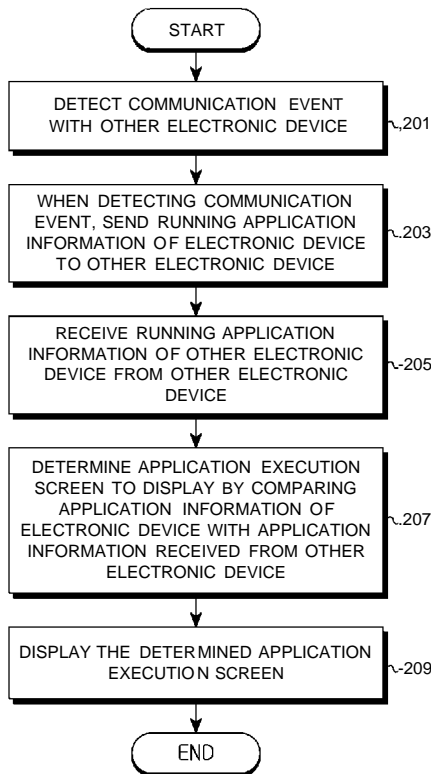 START
DETECT COMMUNICATION EVENT
WITH OTHER ELECTRONIC DEVICE
201
WHEN DETECTING COMMUNICATION
EVENT, SEND RUNNING APPLICATION
INFORMATION OF ELECTRONIC DEVICE
TO OTHER ELECTRONIC DEVICE
203
RECEIVE RUNNING APPLICATION
INFORMATION OF OTHER ELECTRONIC
DEVICE FROM OTHER ELECTRONIC
DEVICE
205
DETERMINE APPLICATION EXECUTION
SCREEN TO DISPLAY BY COMPARING
APPLICATION INFORMATION OF
ELECTRONIC DEVICE WITH APPLICATION
INFORMATION RECEIVED FROM OTHER
ELECTRONIC DEVICE
207
DISPLAY THE DETERMINED APPLICATION
EXECUTION SCREEN
209
END